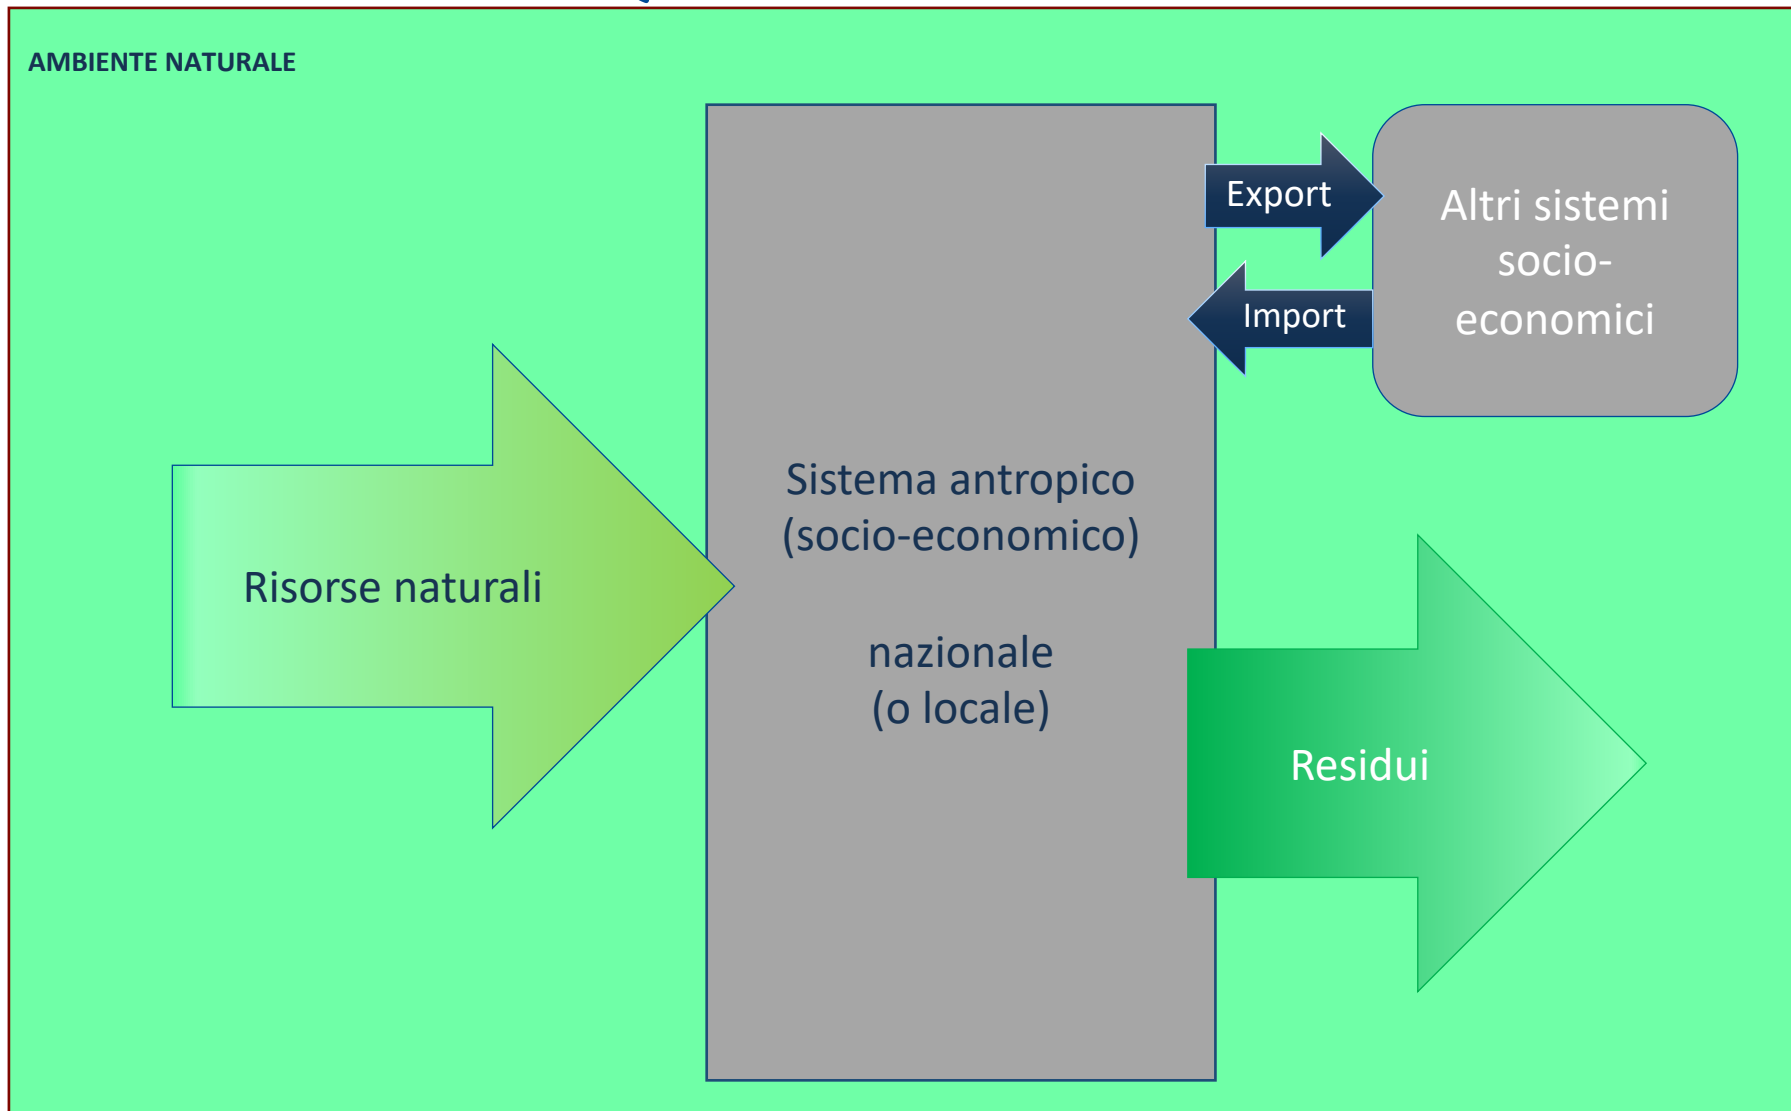 AMBIENTE NATURALE
Export
Altri sistemi
socio-
economici
Import
Sistema antropico
(socio-economico)
nazionale
(o locale)
Risorse naturali
Residui